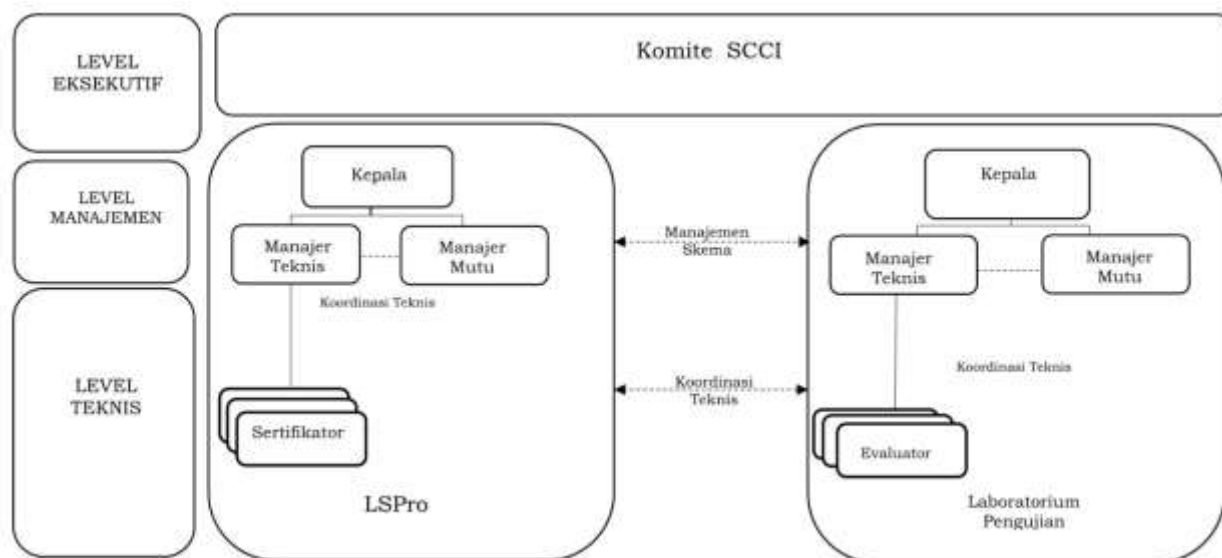 LEVEL
EKSEKUTIF
Komite SCCI
LEVEL
MANAJEMEN
LEVEL
TEKNIS
Kepala
Manajer
Teknis
Manajer
Mutu
Koordinasi Teknis
Sertifikator
LSPro
Manajemen
Skema
Koordinasi
Teknis
Kepala
Manajer
Teknis
Manajer
Mutu
Koordinasi Teknis
Evaluator
Laboratorium
Pengujian